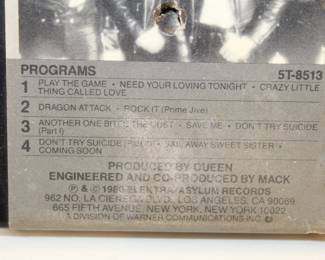 PROGRAMS 5T-8513
1 PLAY THE GAME • NEED YOUR LOVING TONIGHT • CRAZY LITTLE
THING CALLED LOVE
2 DRAGON ATTACK • ROCK IT (Prime Jive)
3 ANOTHER ONE BITES THE DUST • SAVE ME • DON'T TRY SUICIDE
(Part I)
4 DON'T TRY SUICIDE • SAIL AWAY SWEET SISTER •
COMING SOON
PRODUCED BY QUEEN
ENGINEERED AND CO-PRODUCED BY MACK
℗ & © 1980 ELEKTRA/ASYLUM RECORDS
962 NO. LA CIENEGA BLVD., LOS ANGELES, CA 90069
665 FIFTH AVENUE, NEW YORK, NEW YORK 10022
A DIVISION OF WARNER COMMUNICATIONS INC.